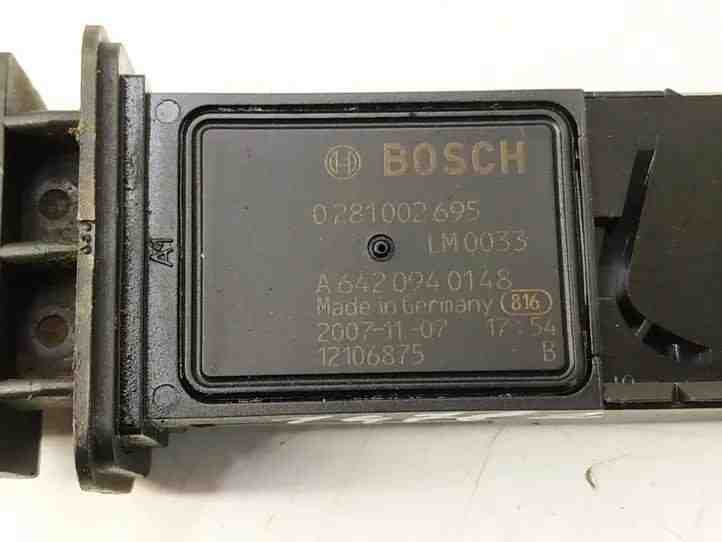 BOSCH
0 281 002 695
LM 0033
A 642 094 0148
Made in Germany 816
2007-11-07 17:54
12106875 B